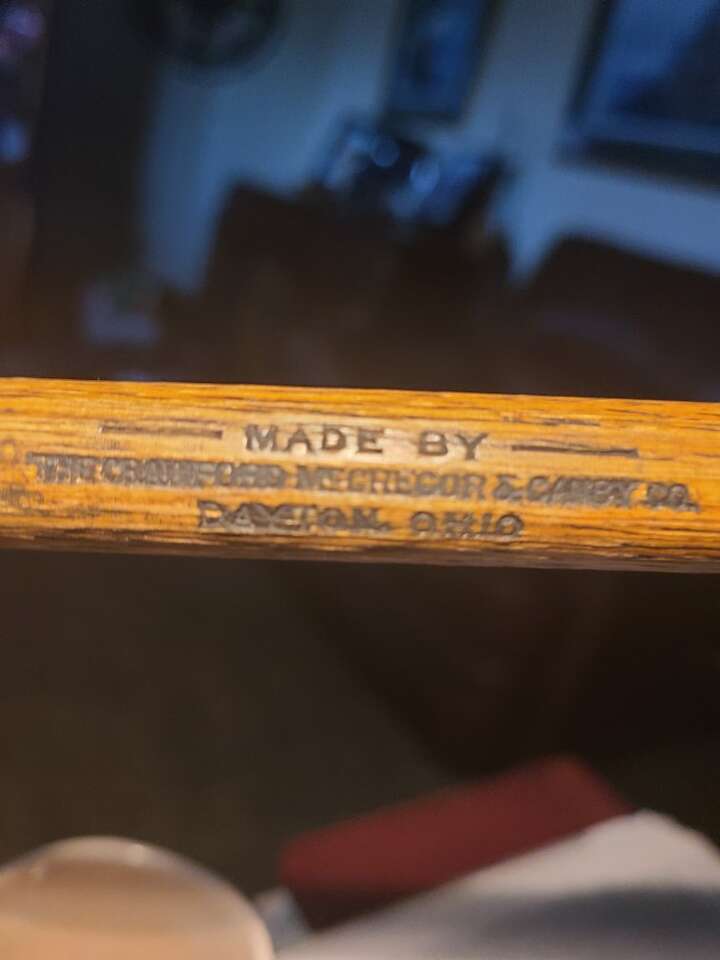 MADE BY
THE CRAWFORD MCGREGOR & CANBY CO.
DAYTON, OHIO